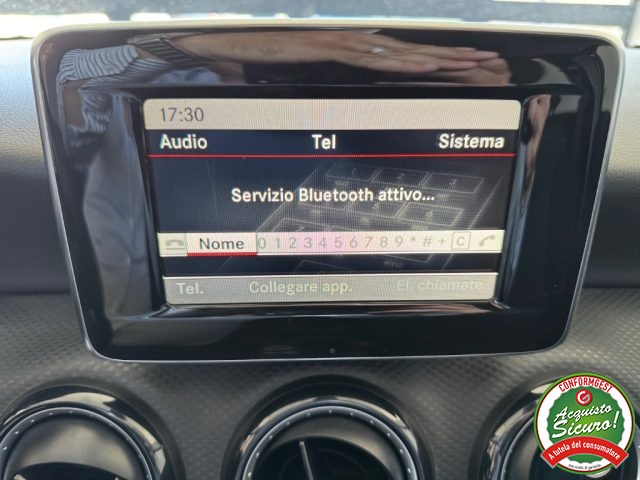 17:30
Audio Tel Sistema
Servizio Bluetooth attivo...
Nome 0 1 2 3 4 5 6 7 8 9 * # + C
Tel. Collegare app. El. chiamate
CONFORMGEST
Acquisto
Sicuro!
A tutela del consumatore